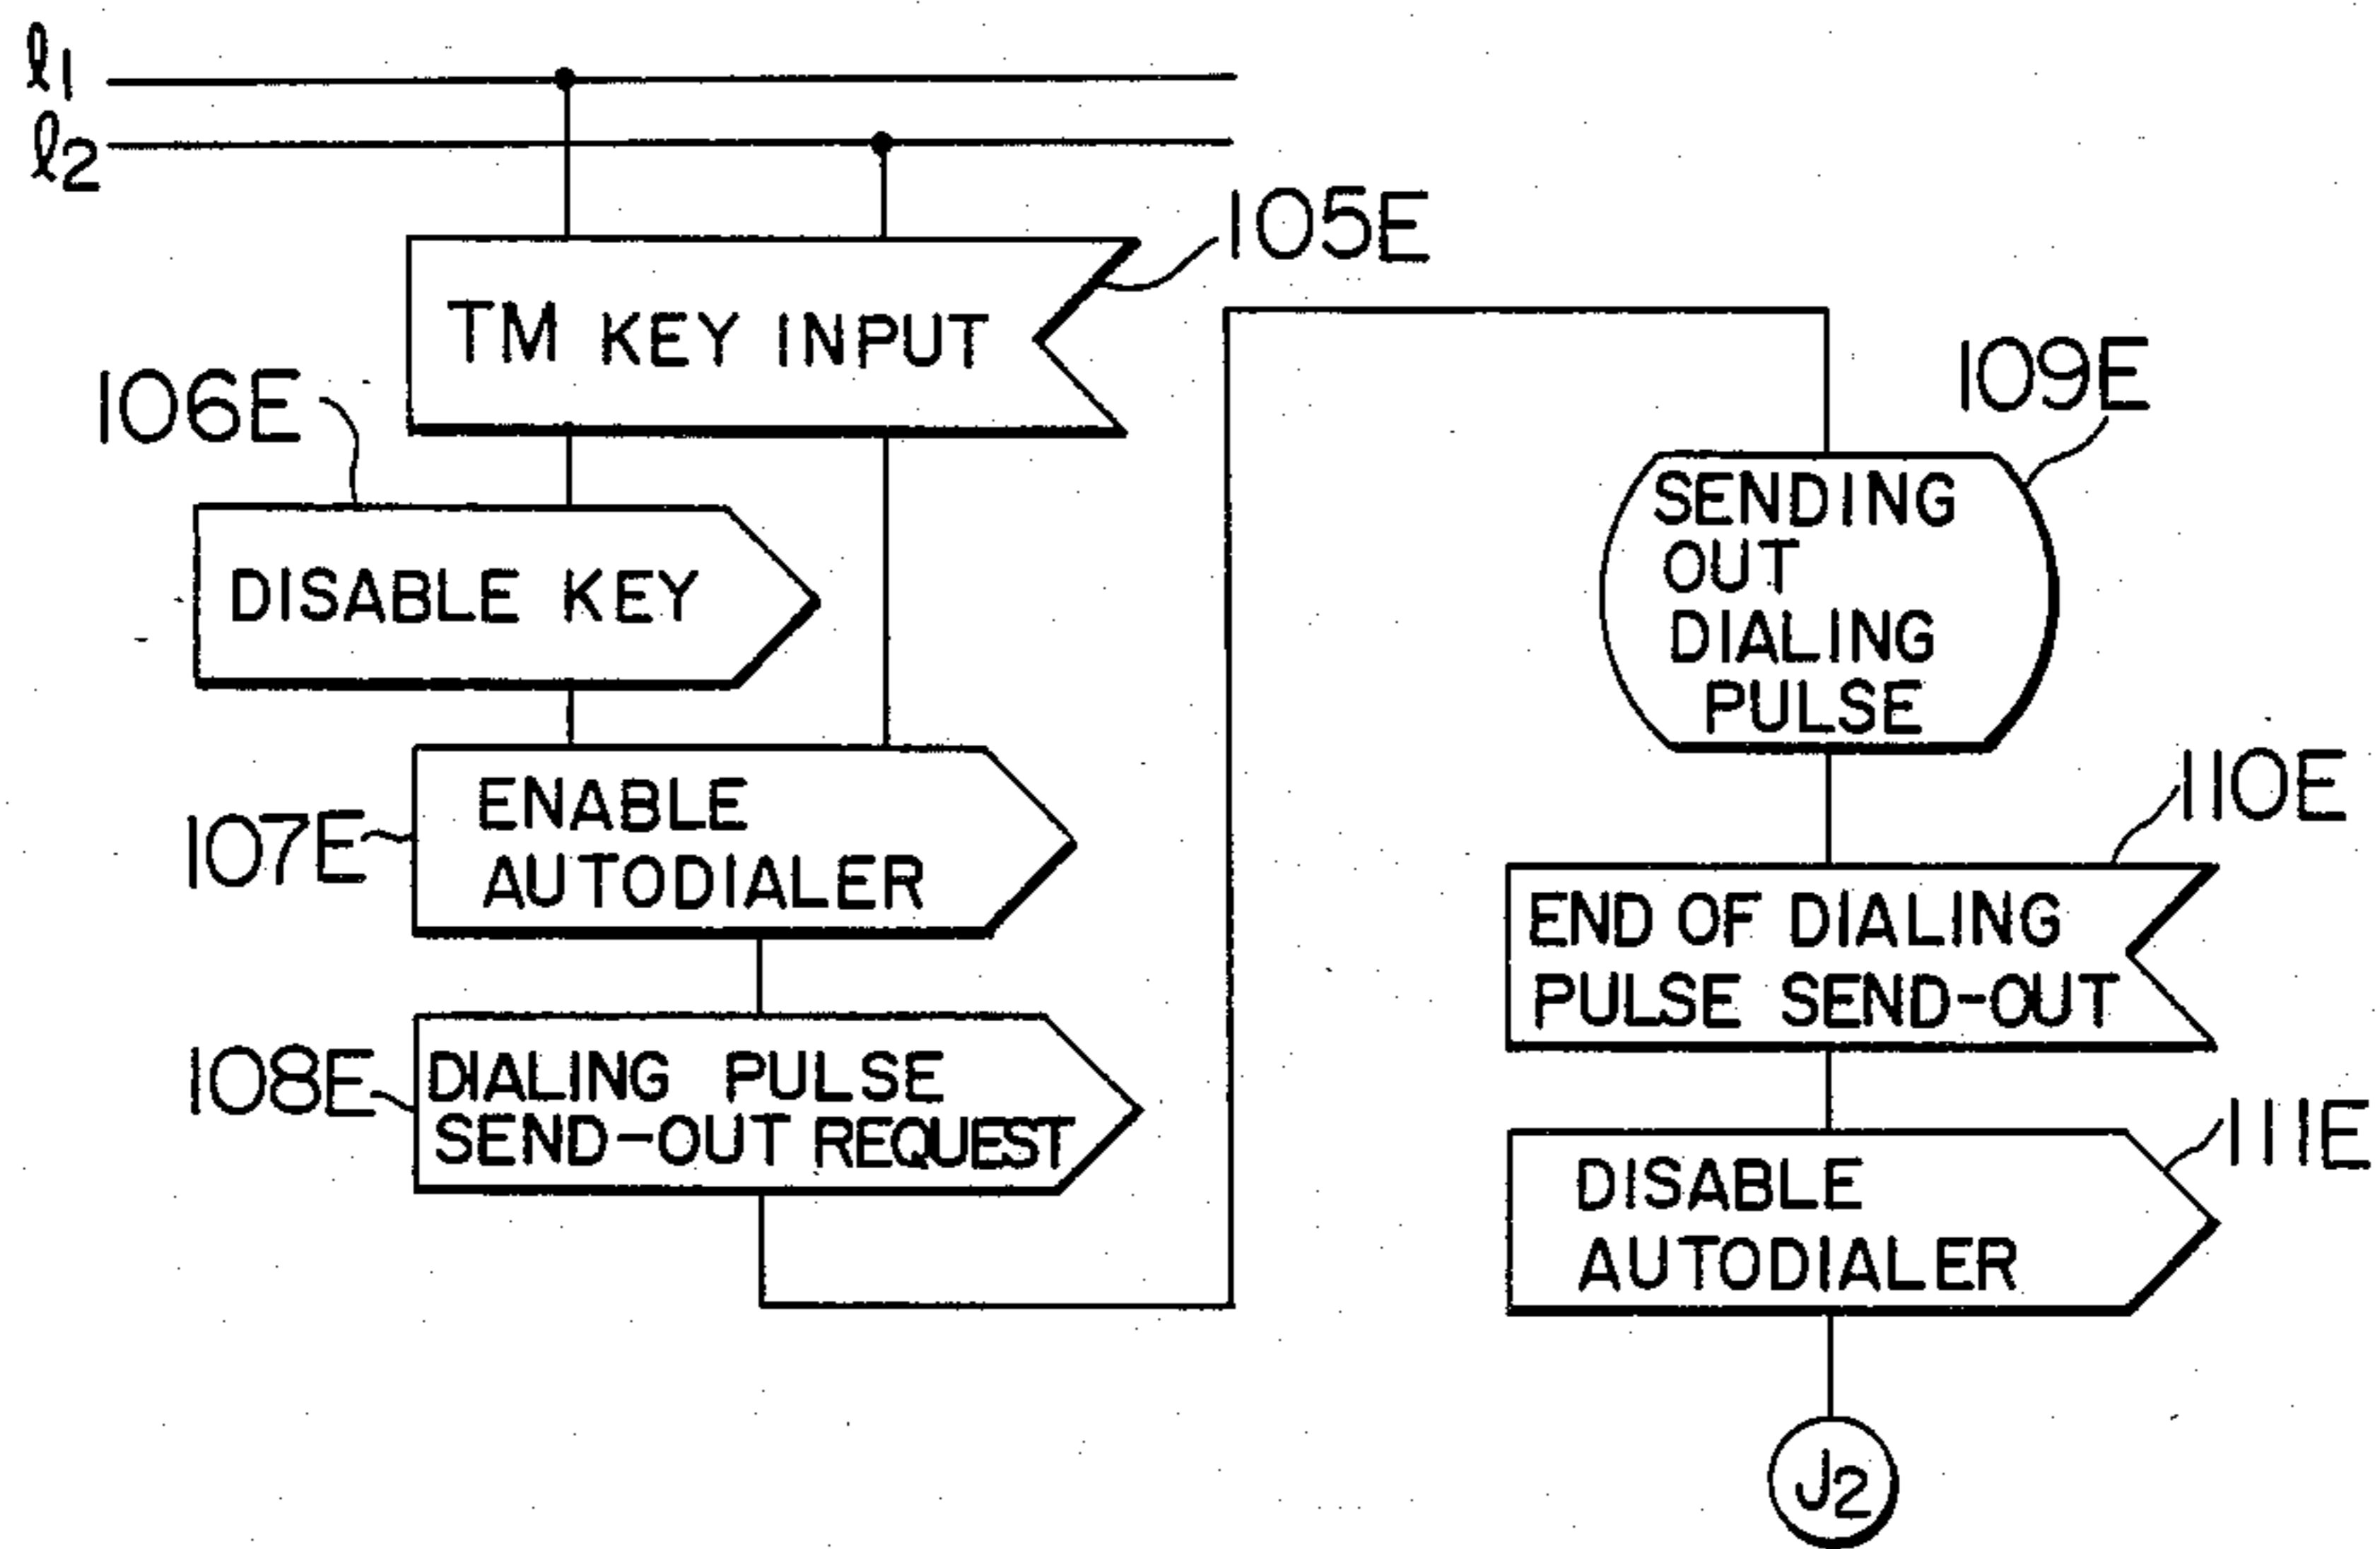 ℓ1
ℓ2
105E
TM KEY INPUT
106E
DISABLE KEY
107E
ENABLE
AUTODIALER
108E
DIALING PULSE
SEND-OUT REQUEST
109E
SENDING
OUT
DIALING
PULSE
110E
END OF DIALING
PULSE SEND-OUT
111E
DISABLE
AUTODIALER
J2